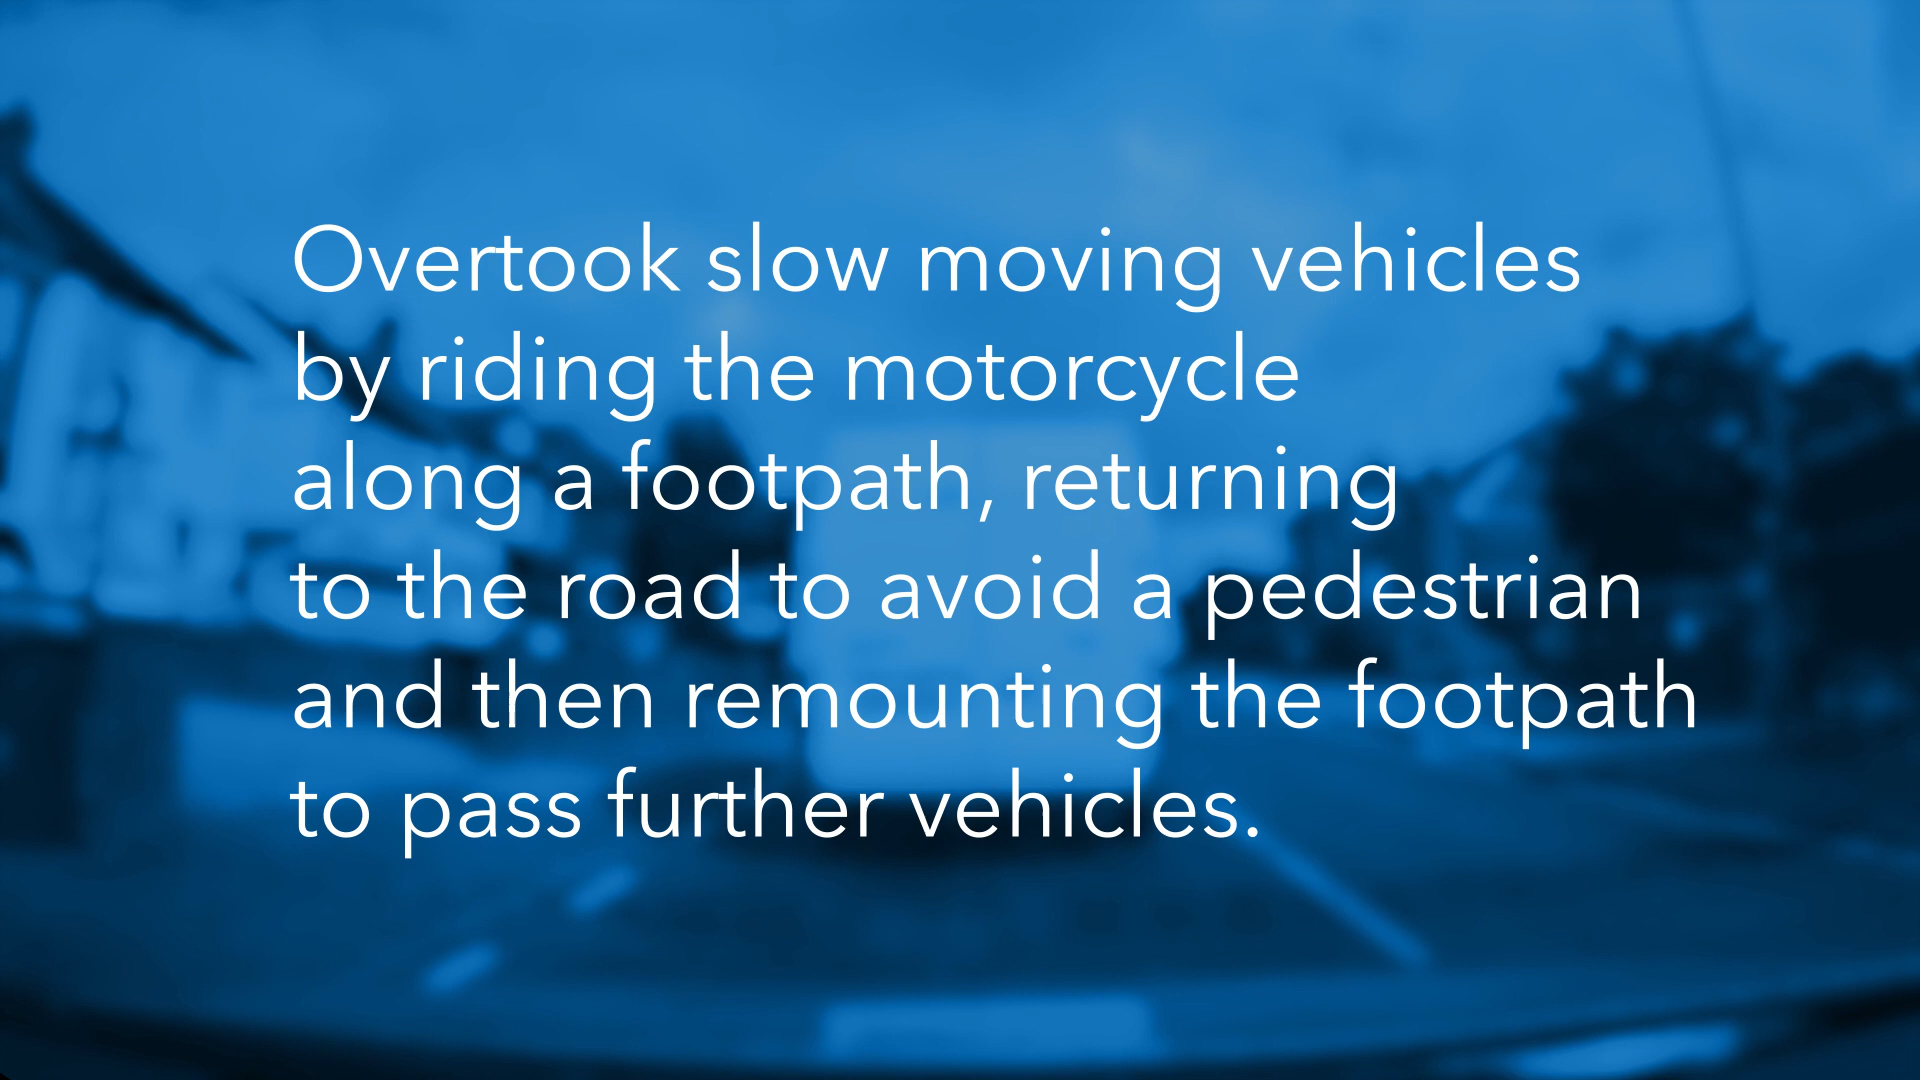 Overtook slow moving vehicles
by riding the motorcycle
along a footpath, returning
to the road to avoid a pedestrian
and then remounting the footpath
to pass further vehicles.